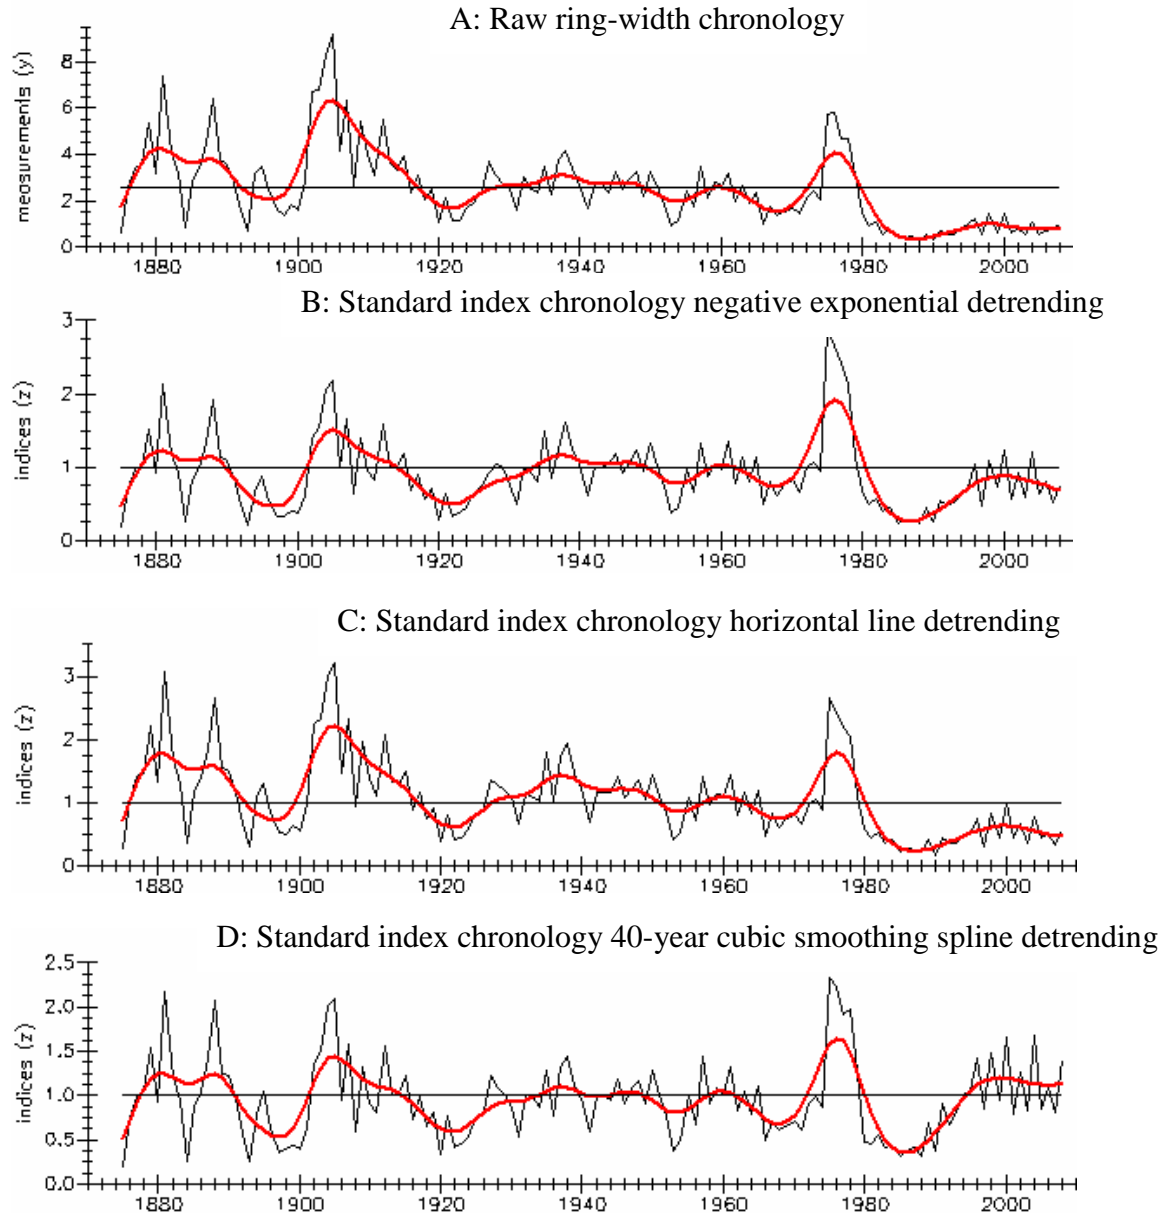 A: Raw ring-width chronology
measurements (y)
8
6
4
2
0
1880 1900 1920 1940 1960 1980 2000
B: Standard index chronology negative exponential detrending
indices (z)
3
2
1
0
1880 1900 1920 1940 1960 1980 2000
C: Standard index chronology horizontal line detrending
indices (z)
3
2
1
0
1880 1900 1920 1940 1960 1980 2000
D: Standard index chronology 40-year cubic smoothing spline detrending
indices (z)
2.5
2.0
1.5
1.0
0.5
0.0
1880 1900 1920 1940 1960 1980 2000